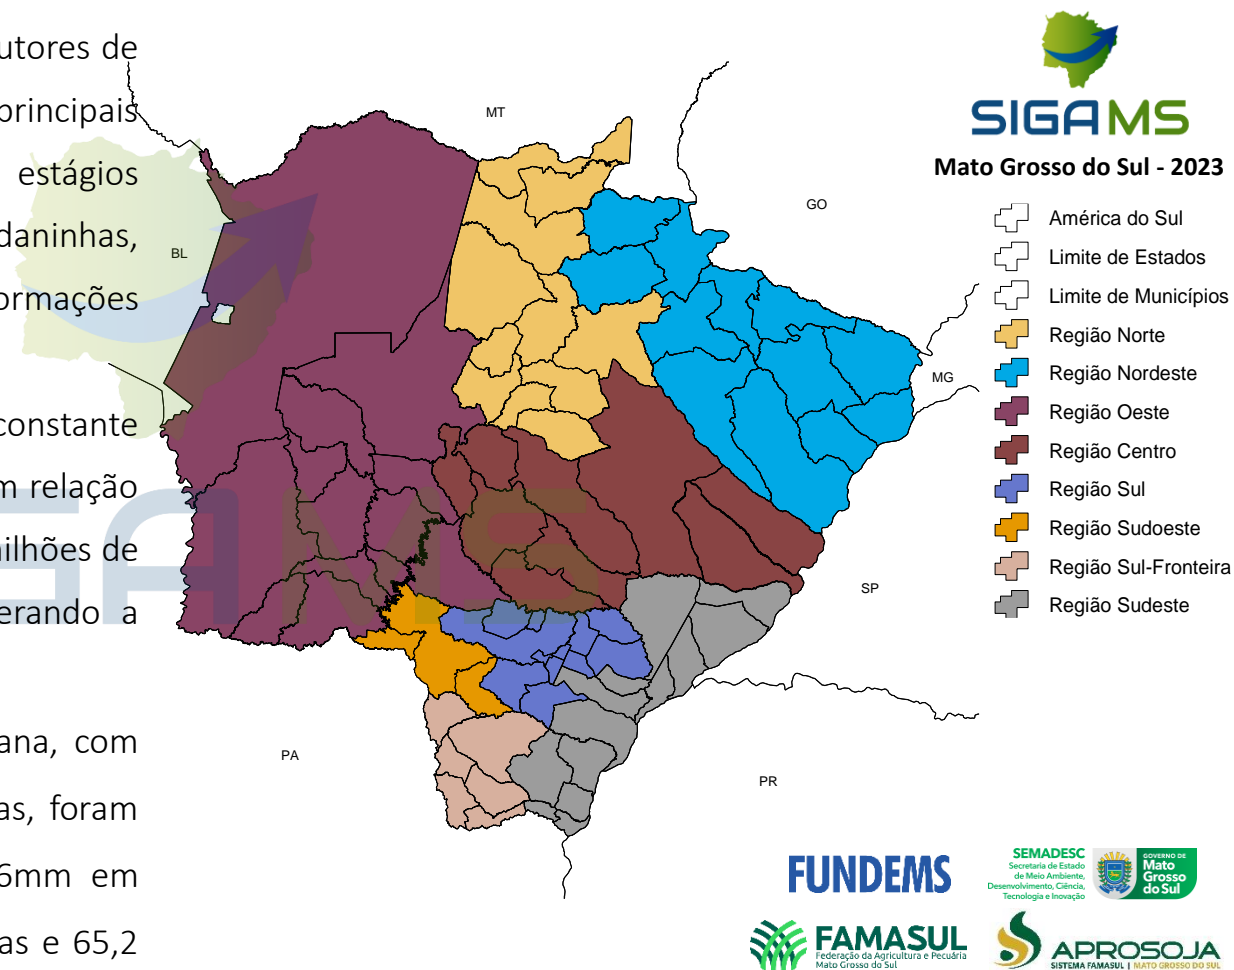 utores de
principais
estágios
daninhas,
ormações
constante
m relação
ilhões de
erando a
ana, com
as, foram
6mm em
as e 65,2
MT
GO
BL
MG
SP
PA
PR
SIGAMS
SIGAMS
Mato Grosso do Sul - 2023
América do Sul
Limite de Estados
Limite de Municípios
Região Norte
Região Nordeste
Região Oeste
Região Centro
Região Sul
Região Sudoeste
Região Sul-Fronteira
Região Sudeste
FUNDEMS
SEMADESC
Secretaria de Estado
de Meio Ambiente,
Desenvolvimento, Ciência,
Tecnologia e Inovação
GOVERNO DE
Mato
Grosso
do Sul
FAMASUL
Federação da Agricultura e Pecuária
Mato Grosso do Sul
APROSOJA
SISTEMA FAMASUL | MATO GROSSO DO SUL